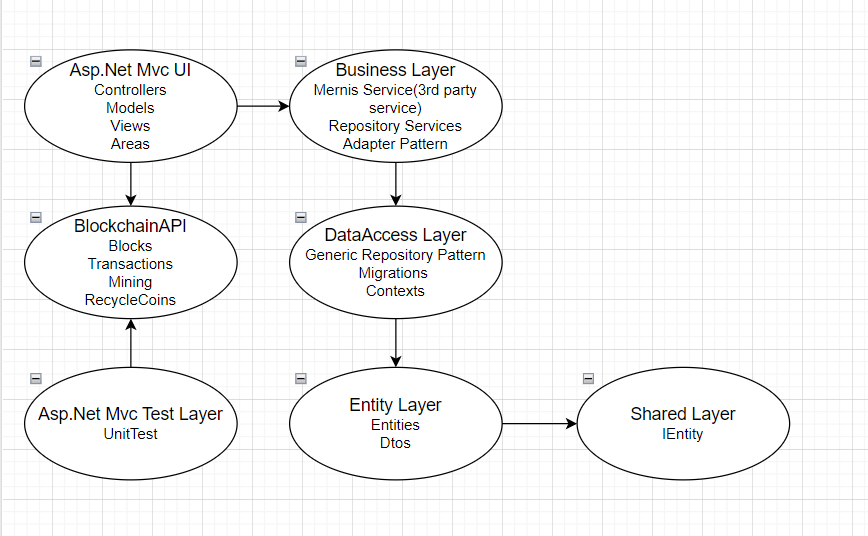 Asp.Net Mvc UI
Controllers
Models
Views
Areas
Business Layer
Mernis Service(3rd party
service)
Repository Services
Adapter Pattern
BlockchainAPI
Blocks
Transactions
Mining
RecycleCoins
DataAccess Layer
Generic Repository Pattern
Migrations
Contexts
Asp.Net Mvc Test Layer
UnitTest
Entity Layer
Entities
Dtos
Shared Layer
IEntity